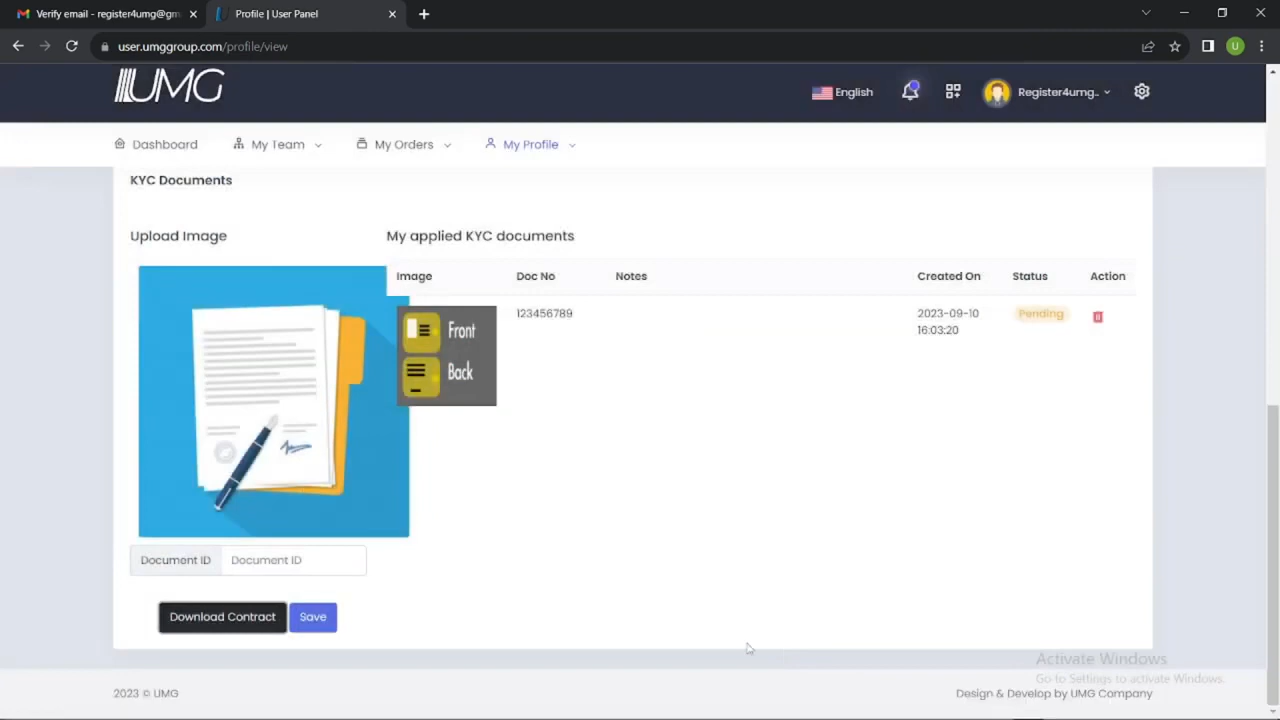 Verify email - register4umg@gm
Profile | User Panel
user.umggroup.com/profile/view
U
UMG
English
Register4umg..
Dashboard
My Team
My Orders
My Profile
KYC Documents
Upload Image
My applied KYC documents
Image
Doc No
Notes
Created On
Status
Action
Front
Back
123456789
2023-09-10
16:03:20
Pending
Document ID
Document ID
Download Contract
Save
Activate Windows
Go to Settings to activate Windows.
2023 © UMG
Design & Develop by UMG Company